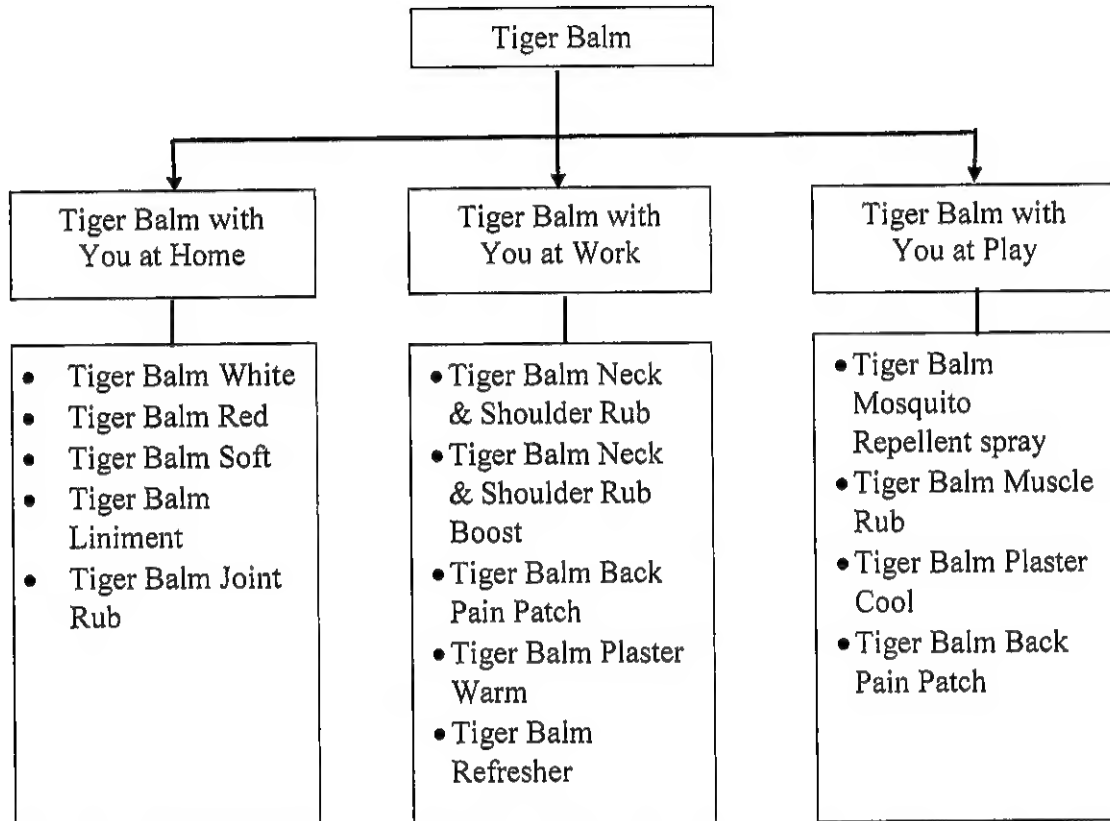 Tiger Balm
Tiger Balm with
You at Home
Tiger Balm with
You at Work
Tiger Balm with
You at Play
• Tiger Balm White
• Tiger Balm Red
• Tiger Balm Soft
• Tiger Balm
Liniment
• Tiger Balm Joint
Rub
• Tiger Balm Neck
& Shoulder Rub
• Tiger Balm Neck
& Shoulder Rub
Boost
• Tiger Balm Back
Pain Patch
• Tiger Balm Plaster
Warm
• Tiger Balm
Refresher
• Tiger Balm
Mosquito
Repellent spray
• Tiger Balm Muscle
Rub
• Tiger Balm Plaster
Cool
• Tiger Balm Back
Pain Patch